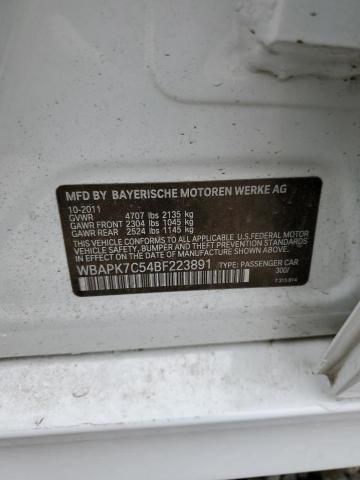 MFD BY BAYERISCHE MOTOREN WERKE AG
10-2011
GVWR 4707 lbs 2135 kg
GAWR FRONT 2304 lbs 1045 kg
GAWR REAR 2524 lbs 1145 kg
THIS VEHICLE CONFORMS TO ALL APPLICABLE U.S.FEDERAL MOTOR
VEHICLE SAFETY, BUMPER AND THEFT PREVENTION STANDARDS
IN EFFECT ON THE DATE OF MANUFACTURE SHOWN ABOVE.
WBAPK7C54BF223891 TYPE: PASSENGER CAR
300/